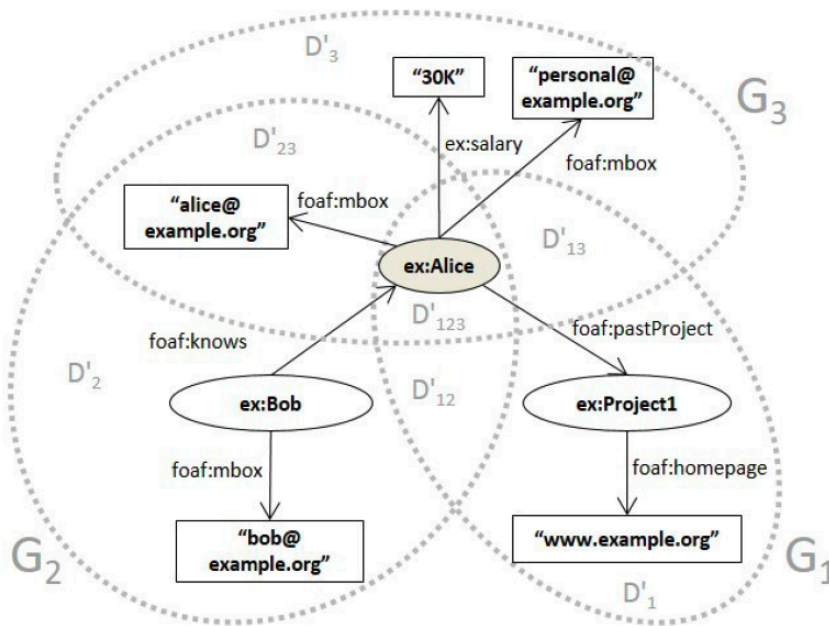 D'3
"30K"
"personal@
example.org"
G3
D'23
ex:salary
foaf:mbox
"alice@
example.org"
foaf:mbox
D'13
ex:Alice
D'123
foaf:knows
foaf:pastProject
D'2
D'12
ex:Bob
ex:Project1
foaf:mbox
foaf:homepage
"bob@
example.org"
"www.example.org"
G2
G1
D'1